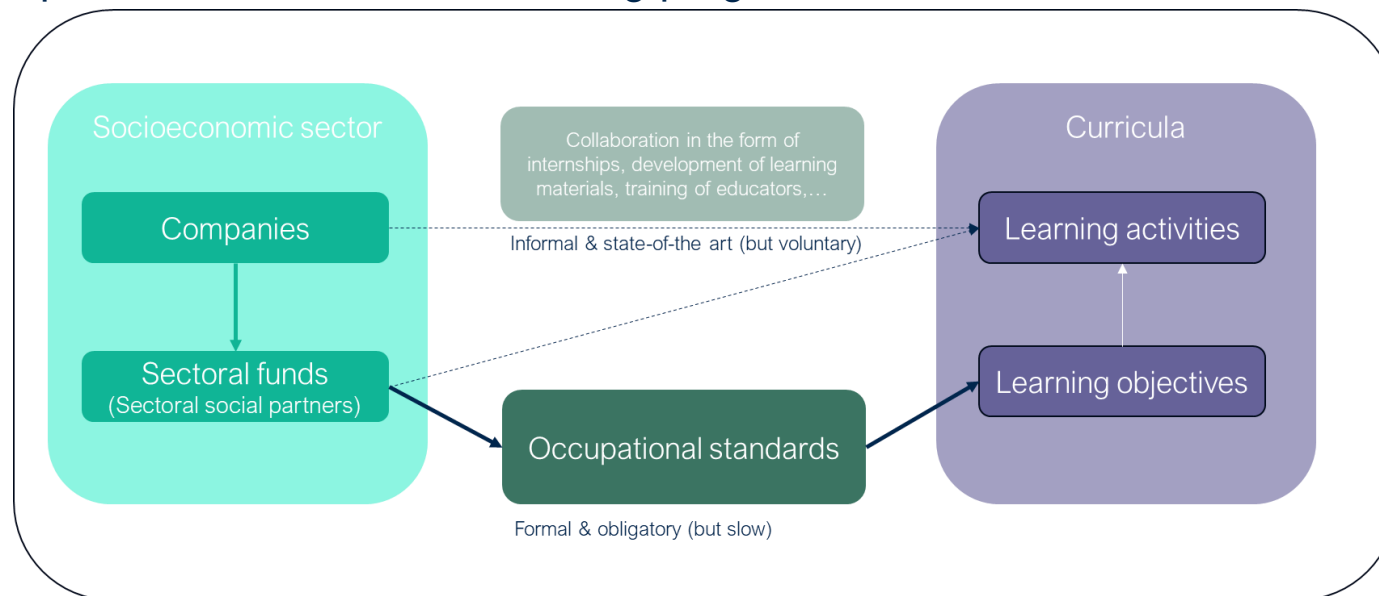 Socioeconomic sector
Companies
Sectoral funds
(Sectoral social partners)
Collaboration in the form of
internships, development of learning
materials, training of educators,...
Informal & state-of-the art (but voluntary)
Occupational standards
Formal & obligatory (but slow)
Curricula
Learning activities
Learning objectives